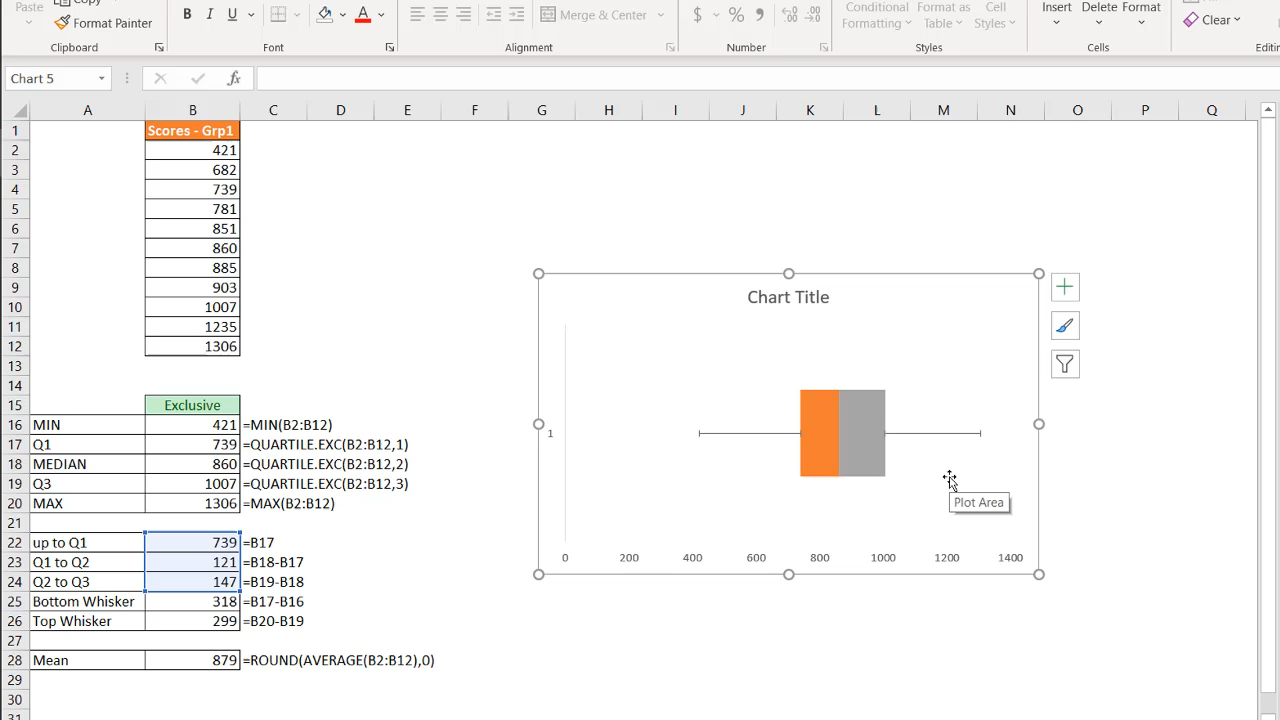 Paste Copy
Format Painter
Clipboard
B I U A
Font
Merge & Center
Alignment
$ % 9
Number
Conditional Formatting Format as Table Cell Styles
Styles
Insert Delete Format
Cells
Clear
Editin
Chart 5 fx
A B C D E F G H I J K L M N O P Q
1 Scores - Grp1
2 421
3 682
4 739
5 781
6 851
7 860
8 885
9 903
10 1007
11 1235
12 1306
13
14
15 Exclusive
16 MIN 421 =MIN(B2:B12)
17 Q1 739 =QUARTILE.EXC(B2:B12,1)
18 MEDIAN 860 =QUARTILE.EXC(B2:B12,2)
19 Q3 1007 =QUARTILE.EXC(B2:B12,3)
20 MAX 1306 =MAX(B2:B12)
21
22 up to Q1 739 =B17
23 Q1 to Q2 121 =B18-B17
24 Q2 to Q3 147 =B19-B18
25 Bottom Whisker 318 =B17-B16
26 Top Whisker 299 =B20-B19
27
28 Mean 879 =ROUND(AVERAGE(B2:B12),0)
29
30
31
Chart Title
1
Plot Area
0 200 400 600 800 1000 1200 1400